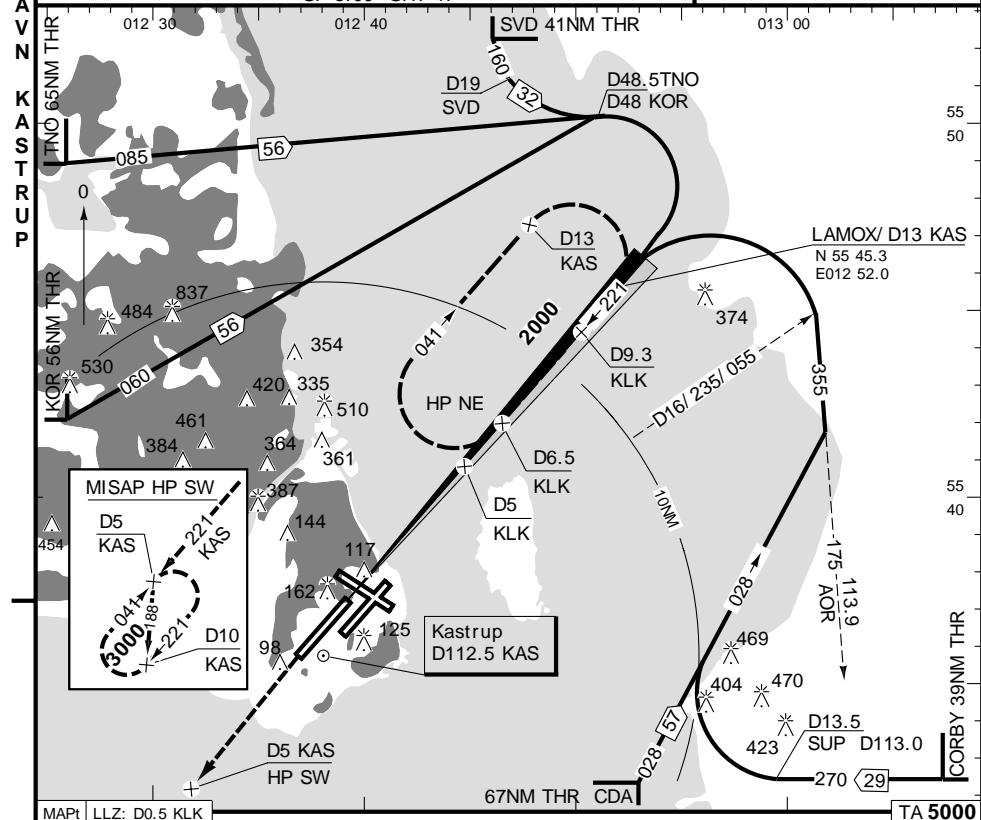 AVN KASTRUP
012 30
012 40
013 00
SVD 41NM THR
TNO 65NM THR
160
D19
SVD
32
D48.5TNO
D48 KOR
55
50
085
56
0
D13
KAS
LAMOX/ D13 KAS
N 55 45.3
E012 52.0
221
2000
837
484
374
KOR 56NM THR
56
041
354
D9.3
KLK
530
060
420
335
510
HP NE
D16/ 235/ 055
355
461
384
364
361
D6.5
KLK
MISAP HP SW
387
D5
KLK
10NM
55
40
D5
KAS
221
KAS
454
144
117
175 113.9
AOR
041
188
221
3000
D10
KAS
162
125
028
98
Kastrup
D112.5 KAS
469
404
470
57
D13.5
SUP D113.0
423
CORBY 39NM THR
D5 KAS
HP SW
028
270
29
67NM THR
CDA
MAPt
LLZ: D0.5 KLK
TA 5000